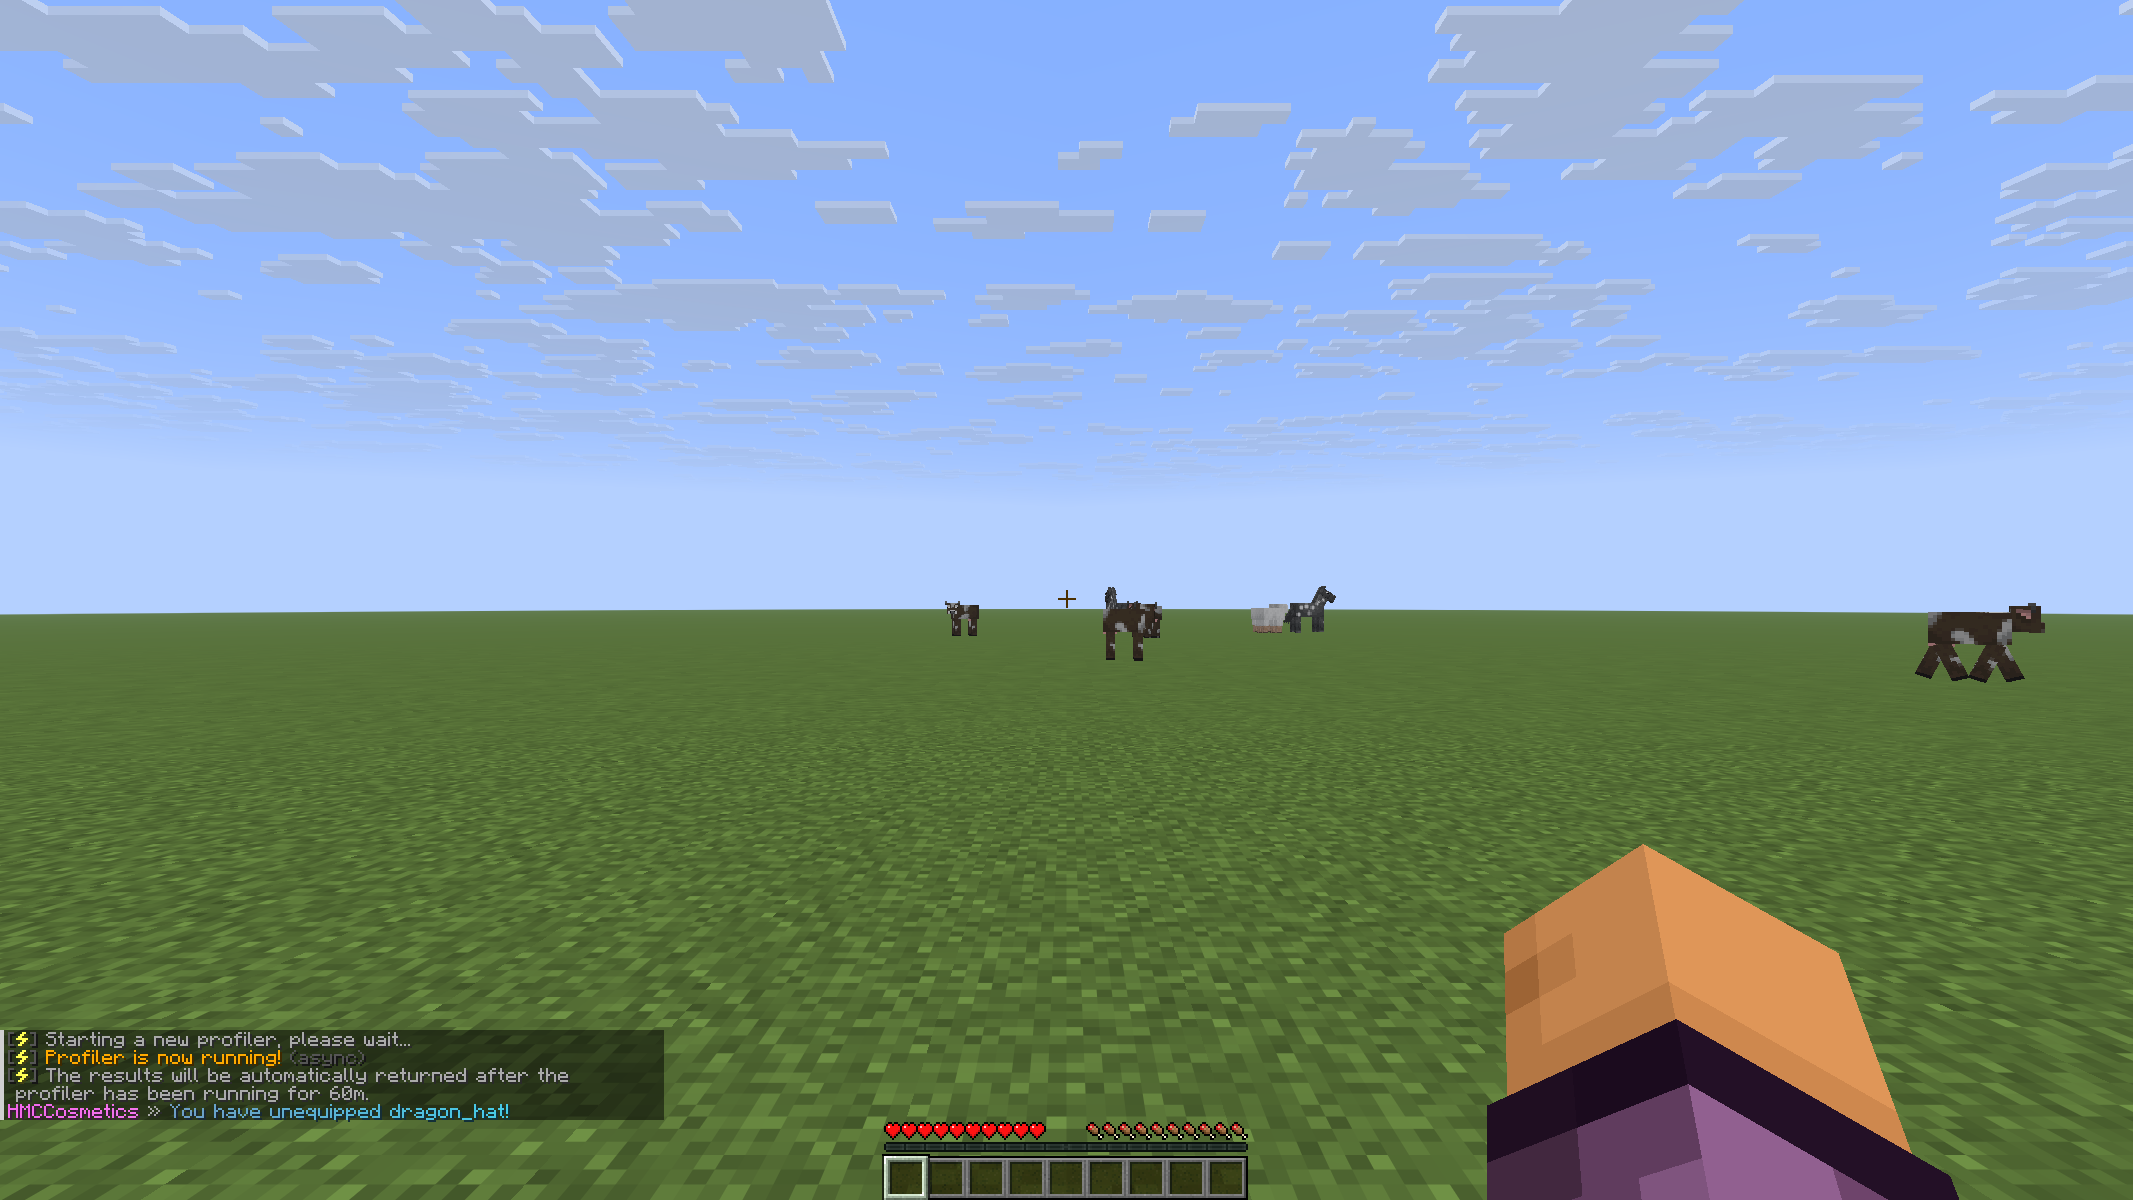 [⚡] Starting a new profiler, please wait...
[⚡] Profiler is now running! (async)
[⚡] The results will be automatically returned after the
profiler has been running for 60m.
HMCCosmetics » You have unequipped dragon_hat!